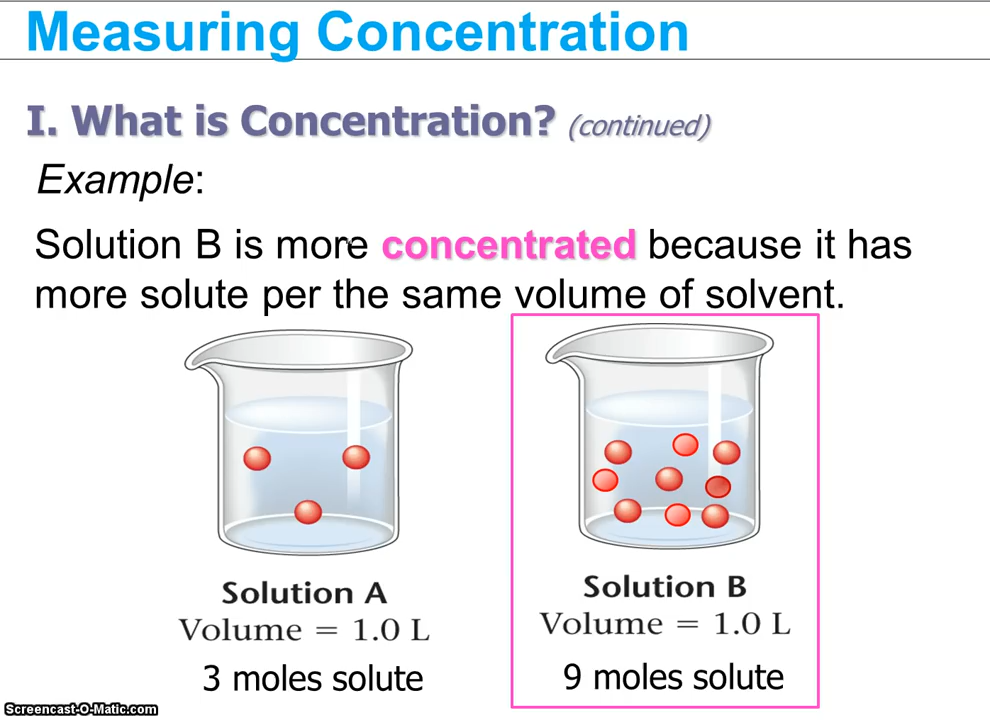 Measuring Concentration
I. What is Concentration? (continued)
Example:
Solution B is more concentrated because it has
more solute per the same volume of solvent.
Solution A
Volume = 1.0 L
3 moles solute
Solution B
Volume = 1.0 L
9 moles solute
Screencast-O-Matic.com